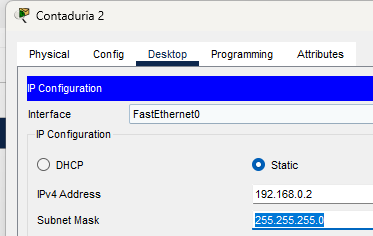 Contaduria 2
Physical Config Desktop Programming Attributes
IP Configuration
Interface FastEthernet0
IP Configuration
DHCP Static
IPv4 Address 192.168.0.2
Subnet Mask 255.255.255.0